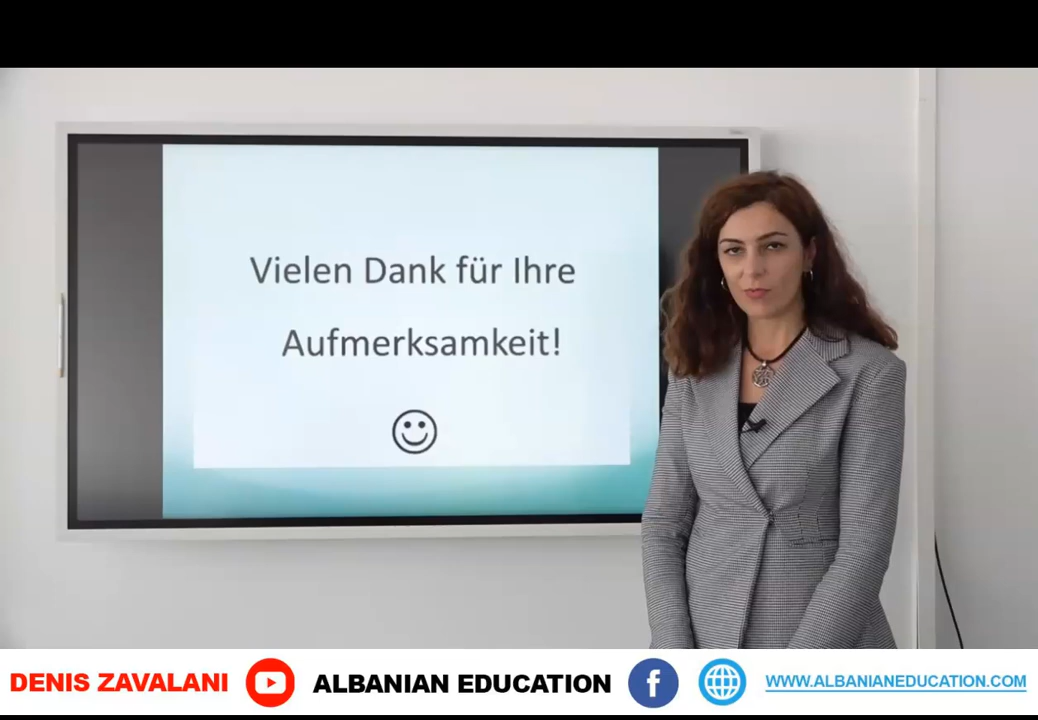 Vielen Dank für Ihre
Aufmerksamkeit!
DENIS ZAVALANI
ALBANIAN EDUCATION
WWW.ALBANIANEDUCATION.COM